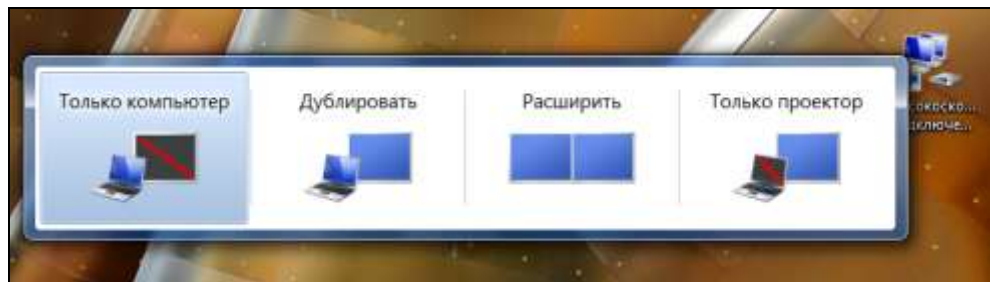 Только компьютер
Дублировать
Расширить
Только проектор